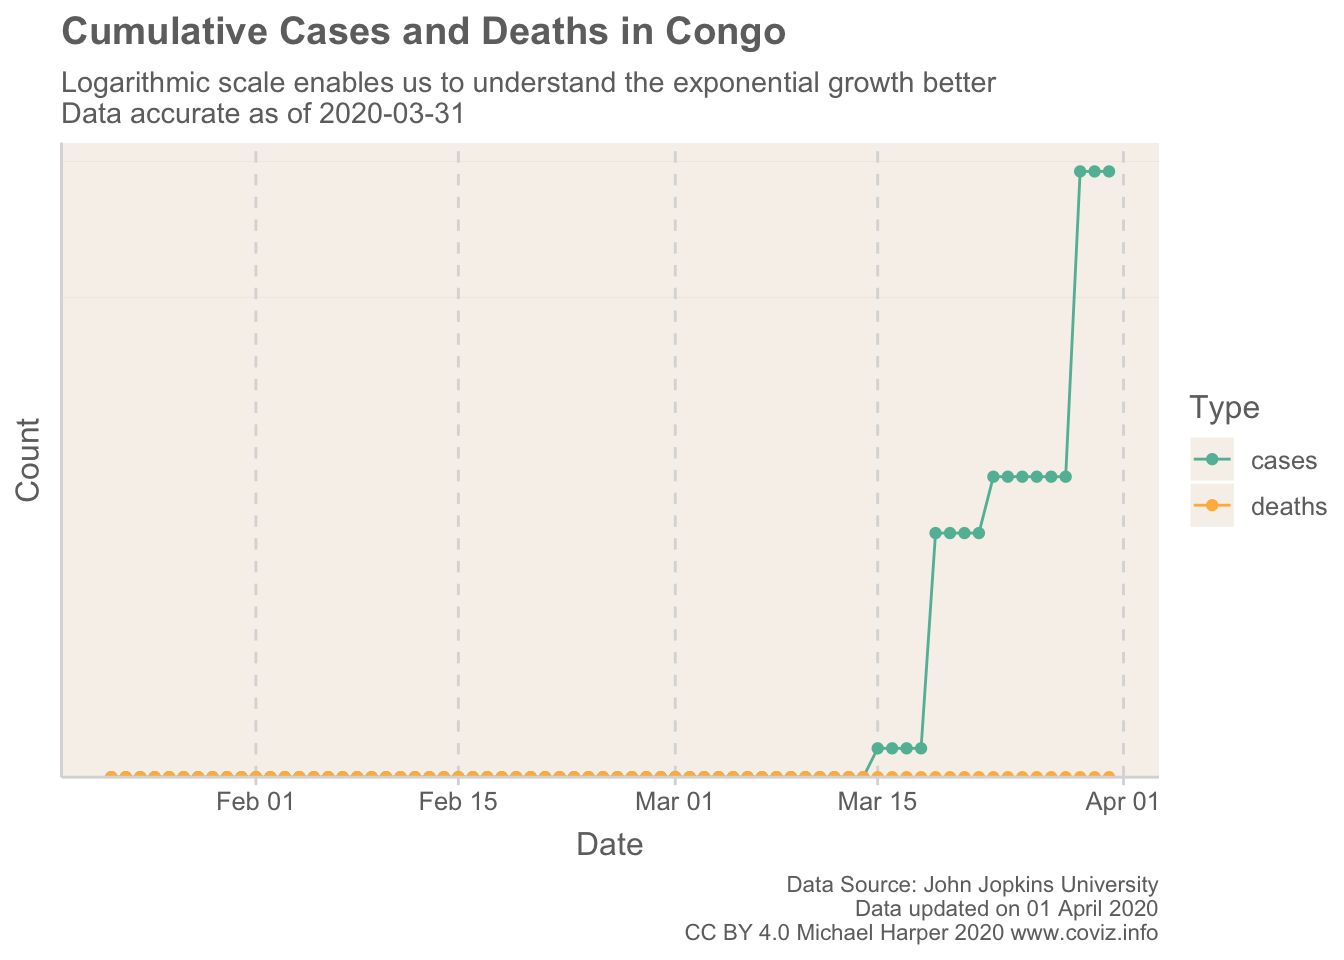 Cumulative Cases and Deaths in Congo
Logarithmic scale enables us to understand the exponential growth better
Data accurate as of 2020-03-31
Count
Type
cases
deaths
Feb 01
Feb 15
Mar 01
Mar 15
Apr 01
Date
Data Source: John Jopkins University
Data updated on 01 April 2020
CC BY 4.0 Michael Harper 2020 www.coviz.info